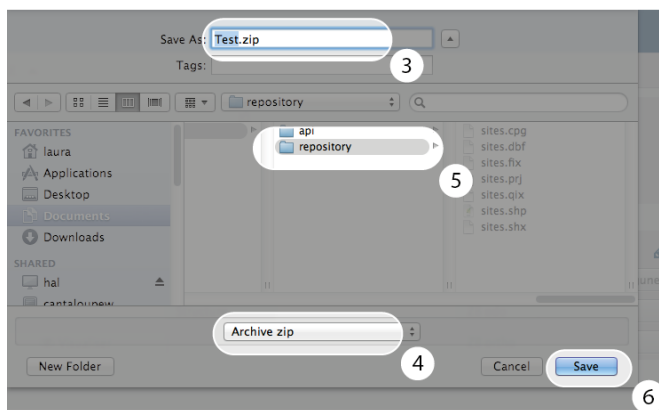 Save As: Test.zip
3
Tags:
repository
FAVORITES
laura
Applications
Desktop
Documents
Downloads
SHARED
hal
cantaloupew
api
repository
5
sites.cpg
sites.dbf
sites.fix
sites.prj
sites.qix
sites.shp
sites.shx
Archive zip
4
New Folder
Cancel
Save
6